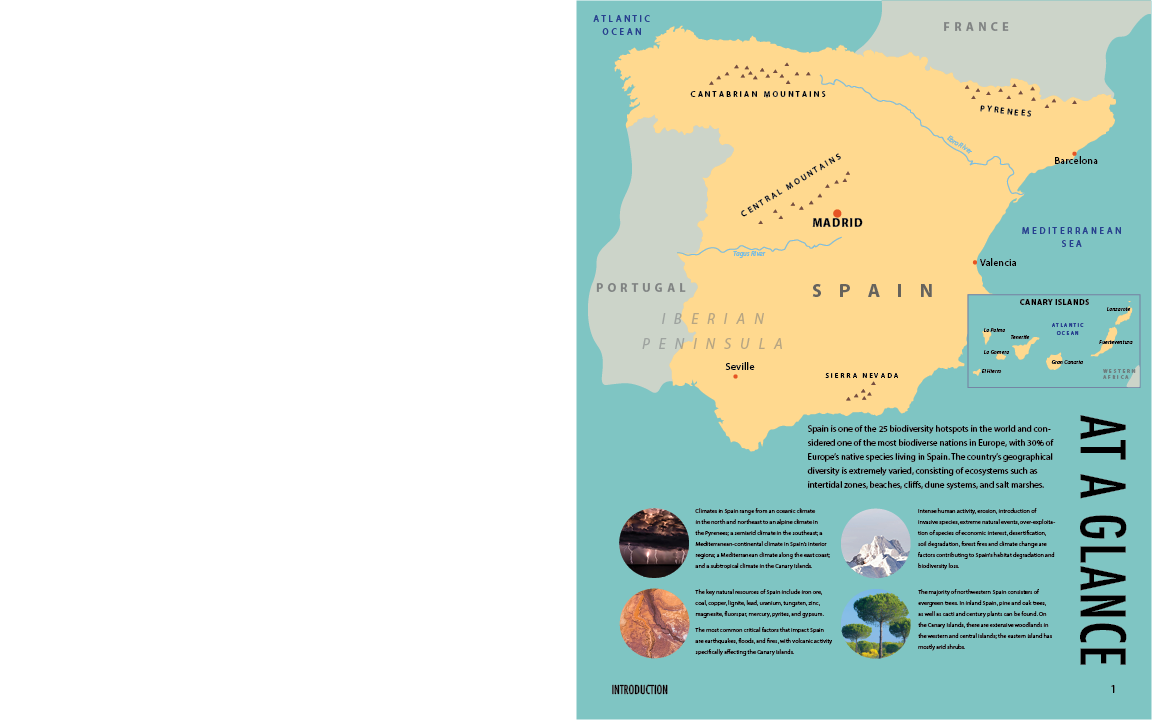 ATLANTIC
OCEAN
FRANCE
CANTABRIAN MOUNTAINS
PYRENEES
Ebro River
Barcelona
CENTRAL MOUNTAINS
MADRID
MEDITERRANEAN
SEA
Tagus River
Valencia
PORTUGAL
SPAIN
IBERIAN
PENINSULA
CANARY ISLANDS
Lanzarote
ATLANTIC
OCEAN
La Palma
Tenerife
Fuerteventura
La Gomera
Gran Canaria
El Hierro
WESTERN
AFRICA
Seville
SIERRA NEVADA
AT A GLANCE
Spain is one of the 25 biodiversity hotspots in the world and con-
sidered one of the most biodiverse nations in Europe, with 30% of
Europe's native species living in Spain. The country's geographical
diversity is extremely varied, consisting of ecosystems such as
intertidal zones, beaches, cliffs, dune systems, and salt marshes.
Climates in Spain range from an oceanic climate
in the north and northeast to an alpine climate in
the Pyrenees; a semiarid climate in the southeast; a
Mediterranean-continental climate in Spain's interior
regions; a Mediterranean climate along the east coast;
and a subtropical climate in the Canary Islands.
Intense human activity, erosion, introduction of
invasive species, extreme natural events, over-exploita-
tion of species of economic interest, desertification,
soil degradation, forest fires and climate change are
factors contributing to Spain's habitat degradation and
biodiversity loss.
The key natural resources of Spain include iron ore,
coal, copper, lignite, lead, uranium, tungsten, zinc,
magnesite, fluorspar, mercury, pyrites, and gypsum.
The most common critical factors that impact Spain
are earthquakes, floods, and fires, with volcanic activity
specifically affecting the Canary Islands.
The majority of northwestern Spain consists of
evergreen trees. In inland Spain, pine and oak trees,
as well as cacti and century plants can be found. On
the Canary Islands, there are extensive woodlands in
the western and central islands; the eastern island has
mostly arid shrubs.
INTRODUCTION
1